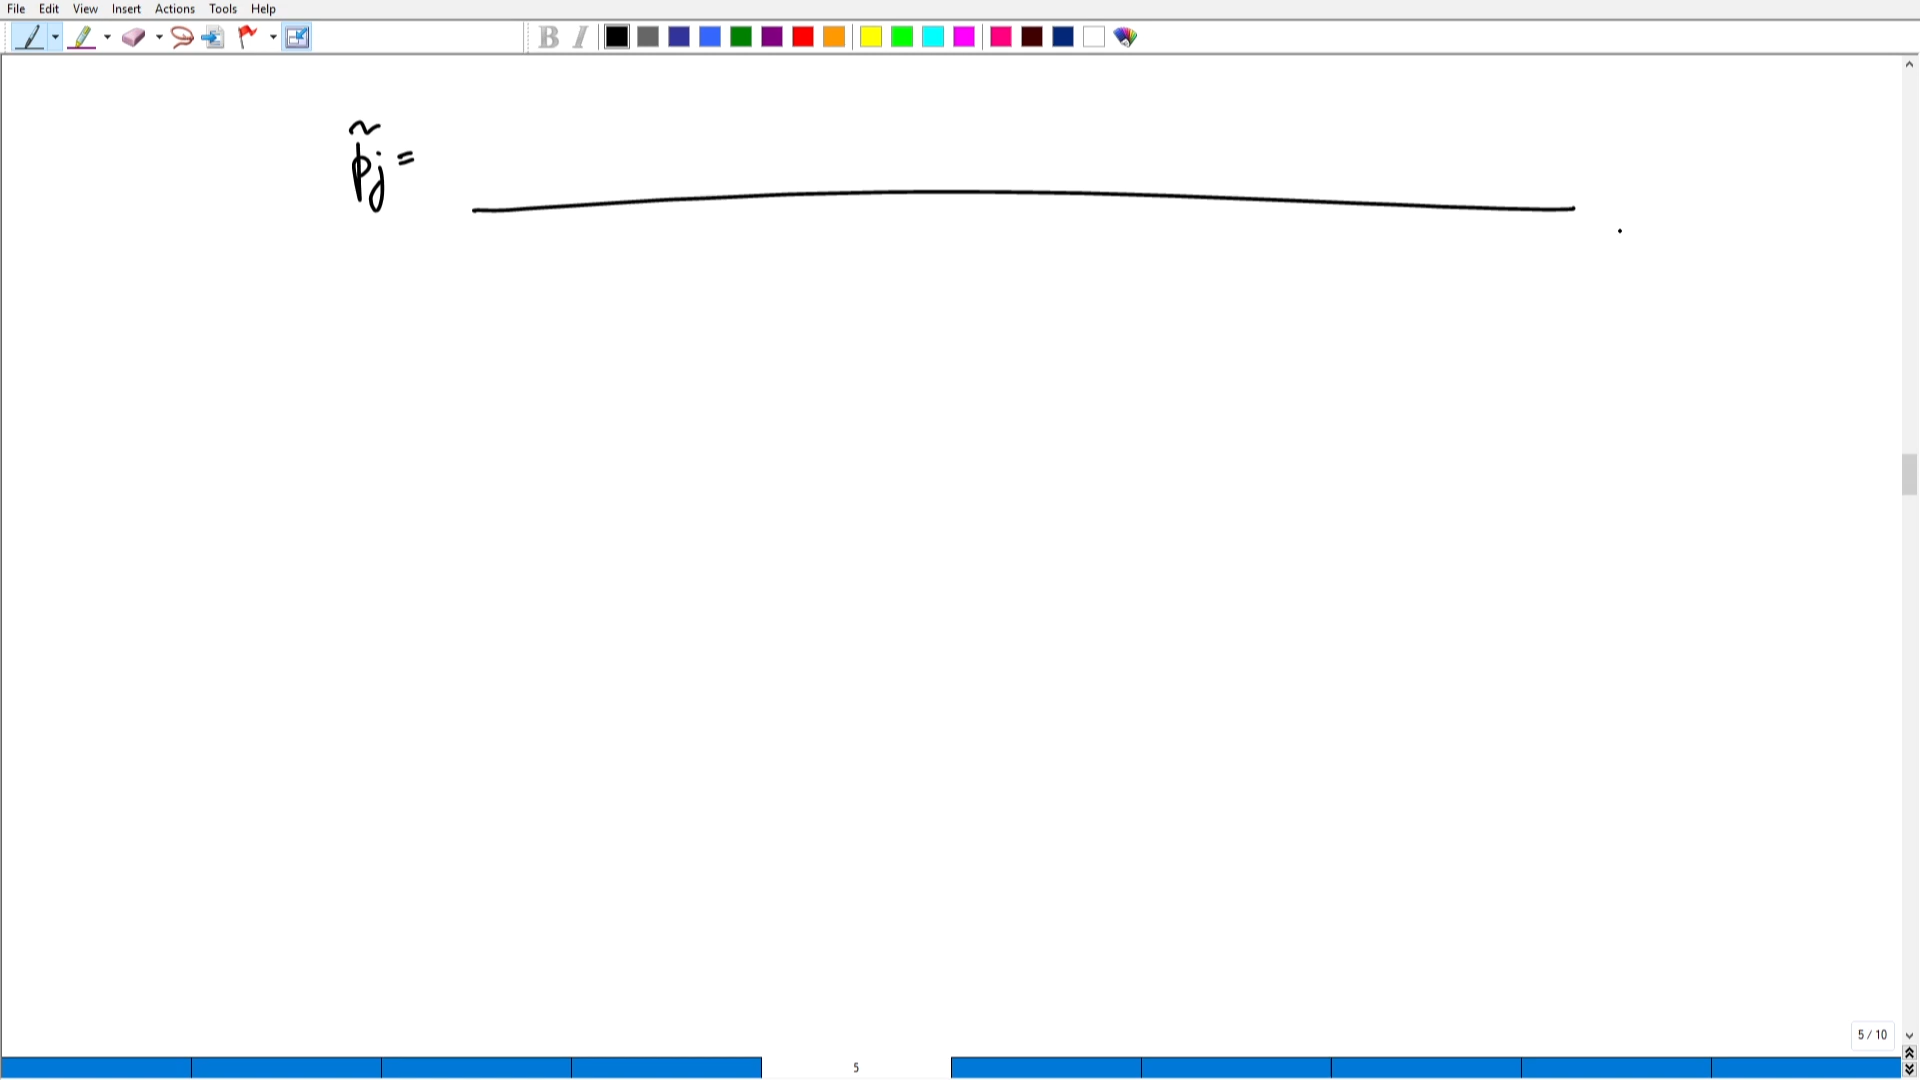 File Edit View Insert Actions Tools Help
B I
p̃j =
5 / 10
5